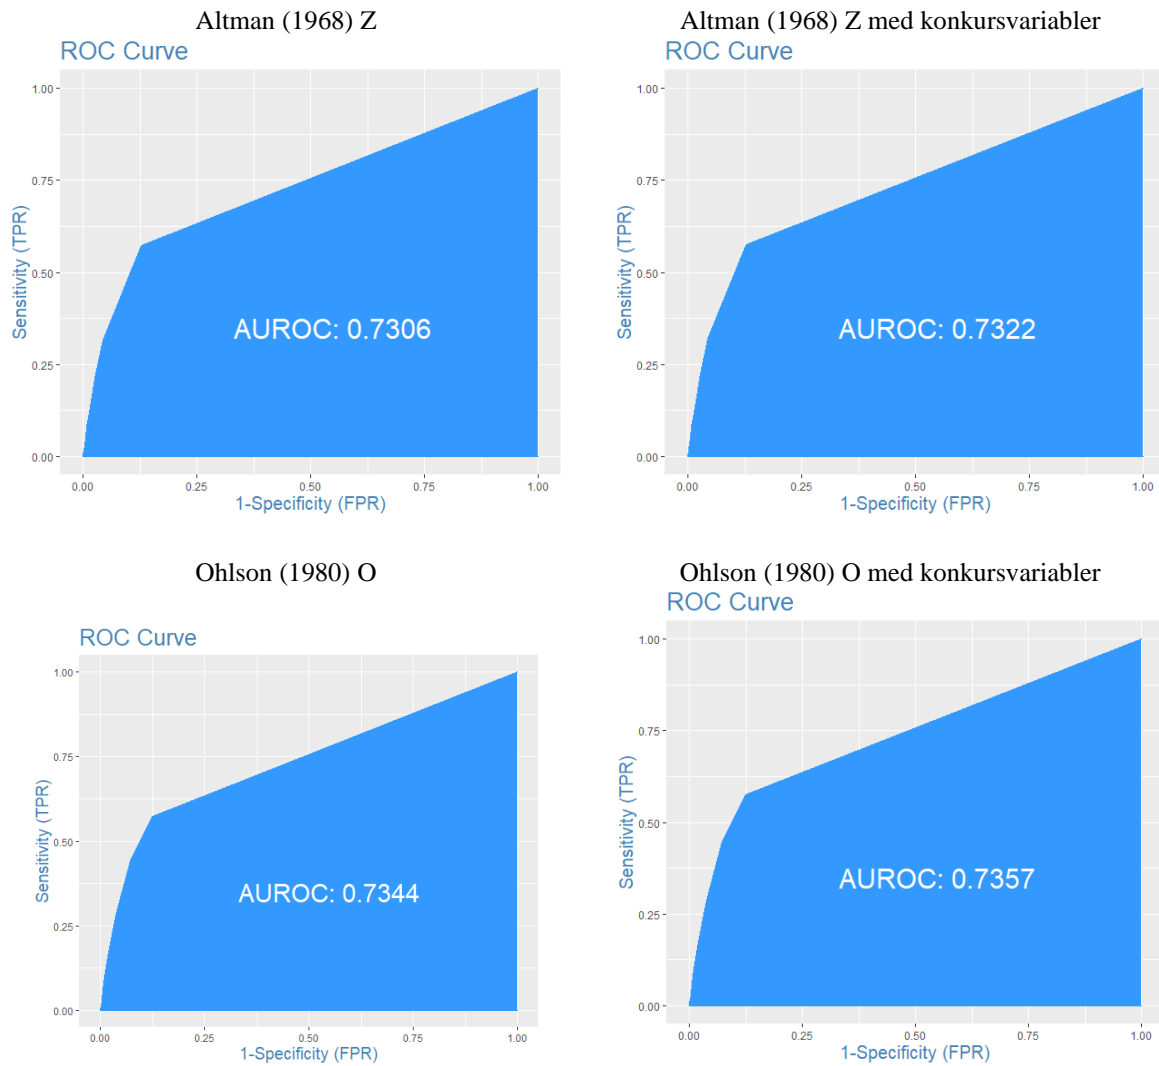 Altman (1968) Z
ROC Curve
1.00
0.75
0.50
0.25
0.00
Sensitivity (TPR)
AUROC: 0.7306
0.00 0.25 0.50 0.75 1.00
1-Specificity (FPR)
Altman (1968) Z med konkursvariabler
ROC Curve
1.00
0.75
0.50
0.25
0.00
Sensitivity (TPR)
AUROC: 0.7322
0.00 0.25 0.50 0.75 1.00
1-Specificity (FPR)
Ohlson (1980) O
ROC Curve
1.00
0.75
0.50
0.25
0.00
Sensitivity (TPR)
AUROC: 0.7344
0.00 0.25 0.50 0.75 1.00
1-Specificity (FPR)
Ohlson (1980) O med konkursvariabler
ROC Curve
1.00
0.75
0.50
0.25
0.00
Sensitivity (TPR)
AUROC: 0.7357
0.00 0.25 0.50 0.75 1.00
1-Specificity (FPR)